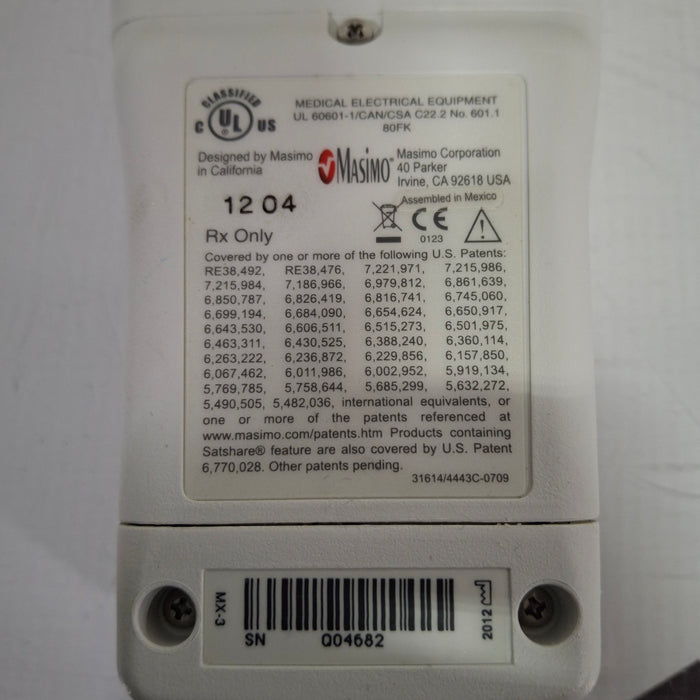 CLASSIFIED
C UL US
®
MEDICAL ELECTRICAL EQUIPMENT
UL 60601-1/CAN/CSA C22.2 No. 601.1
80FK
Designed by Masimo
in California
MASIMO
Masimo Corporation
40 Parker
Irvine, CA 92618 USA
Assembled in Mexico
12 04
CE
0123
Rx Only
Covered by one or more of the following U.S. Patents:
RE38,492, RE38,476, 7,221,971, 7,215,986,
7,215,984, 7,186,966, 6,979,812, 6,861,639,
6,850,787, 6,826,419, 6,816,741, 6,745,060,
6,699,194, 6,684,090, 6,654,624, 6,650,917,
6,643,530, 6,606,511, 6,515,273, 6,501,975,
6,463,311, 6,430,525, 6,388,240, 6,360,114,
6,263,222, 6,236,872, 6,229,856, 6,157,850,
6,067,462, 6,011,986, 6,002,952, 5,919,134,
5,769,785, 5,758,644, 5,685,299, 5,632,272,
5,490,505, 5,482,036, international equivalents, or
one or more of the patents referenced at
www.masimo.com/patents.htm Products containing
Satshare® feature are also covered by U.S. Patent
6,770,028. Other patents pending.
31614/4443C-0709
MX-3
SN Q04682
2012